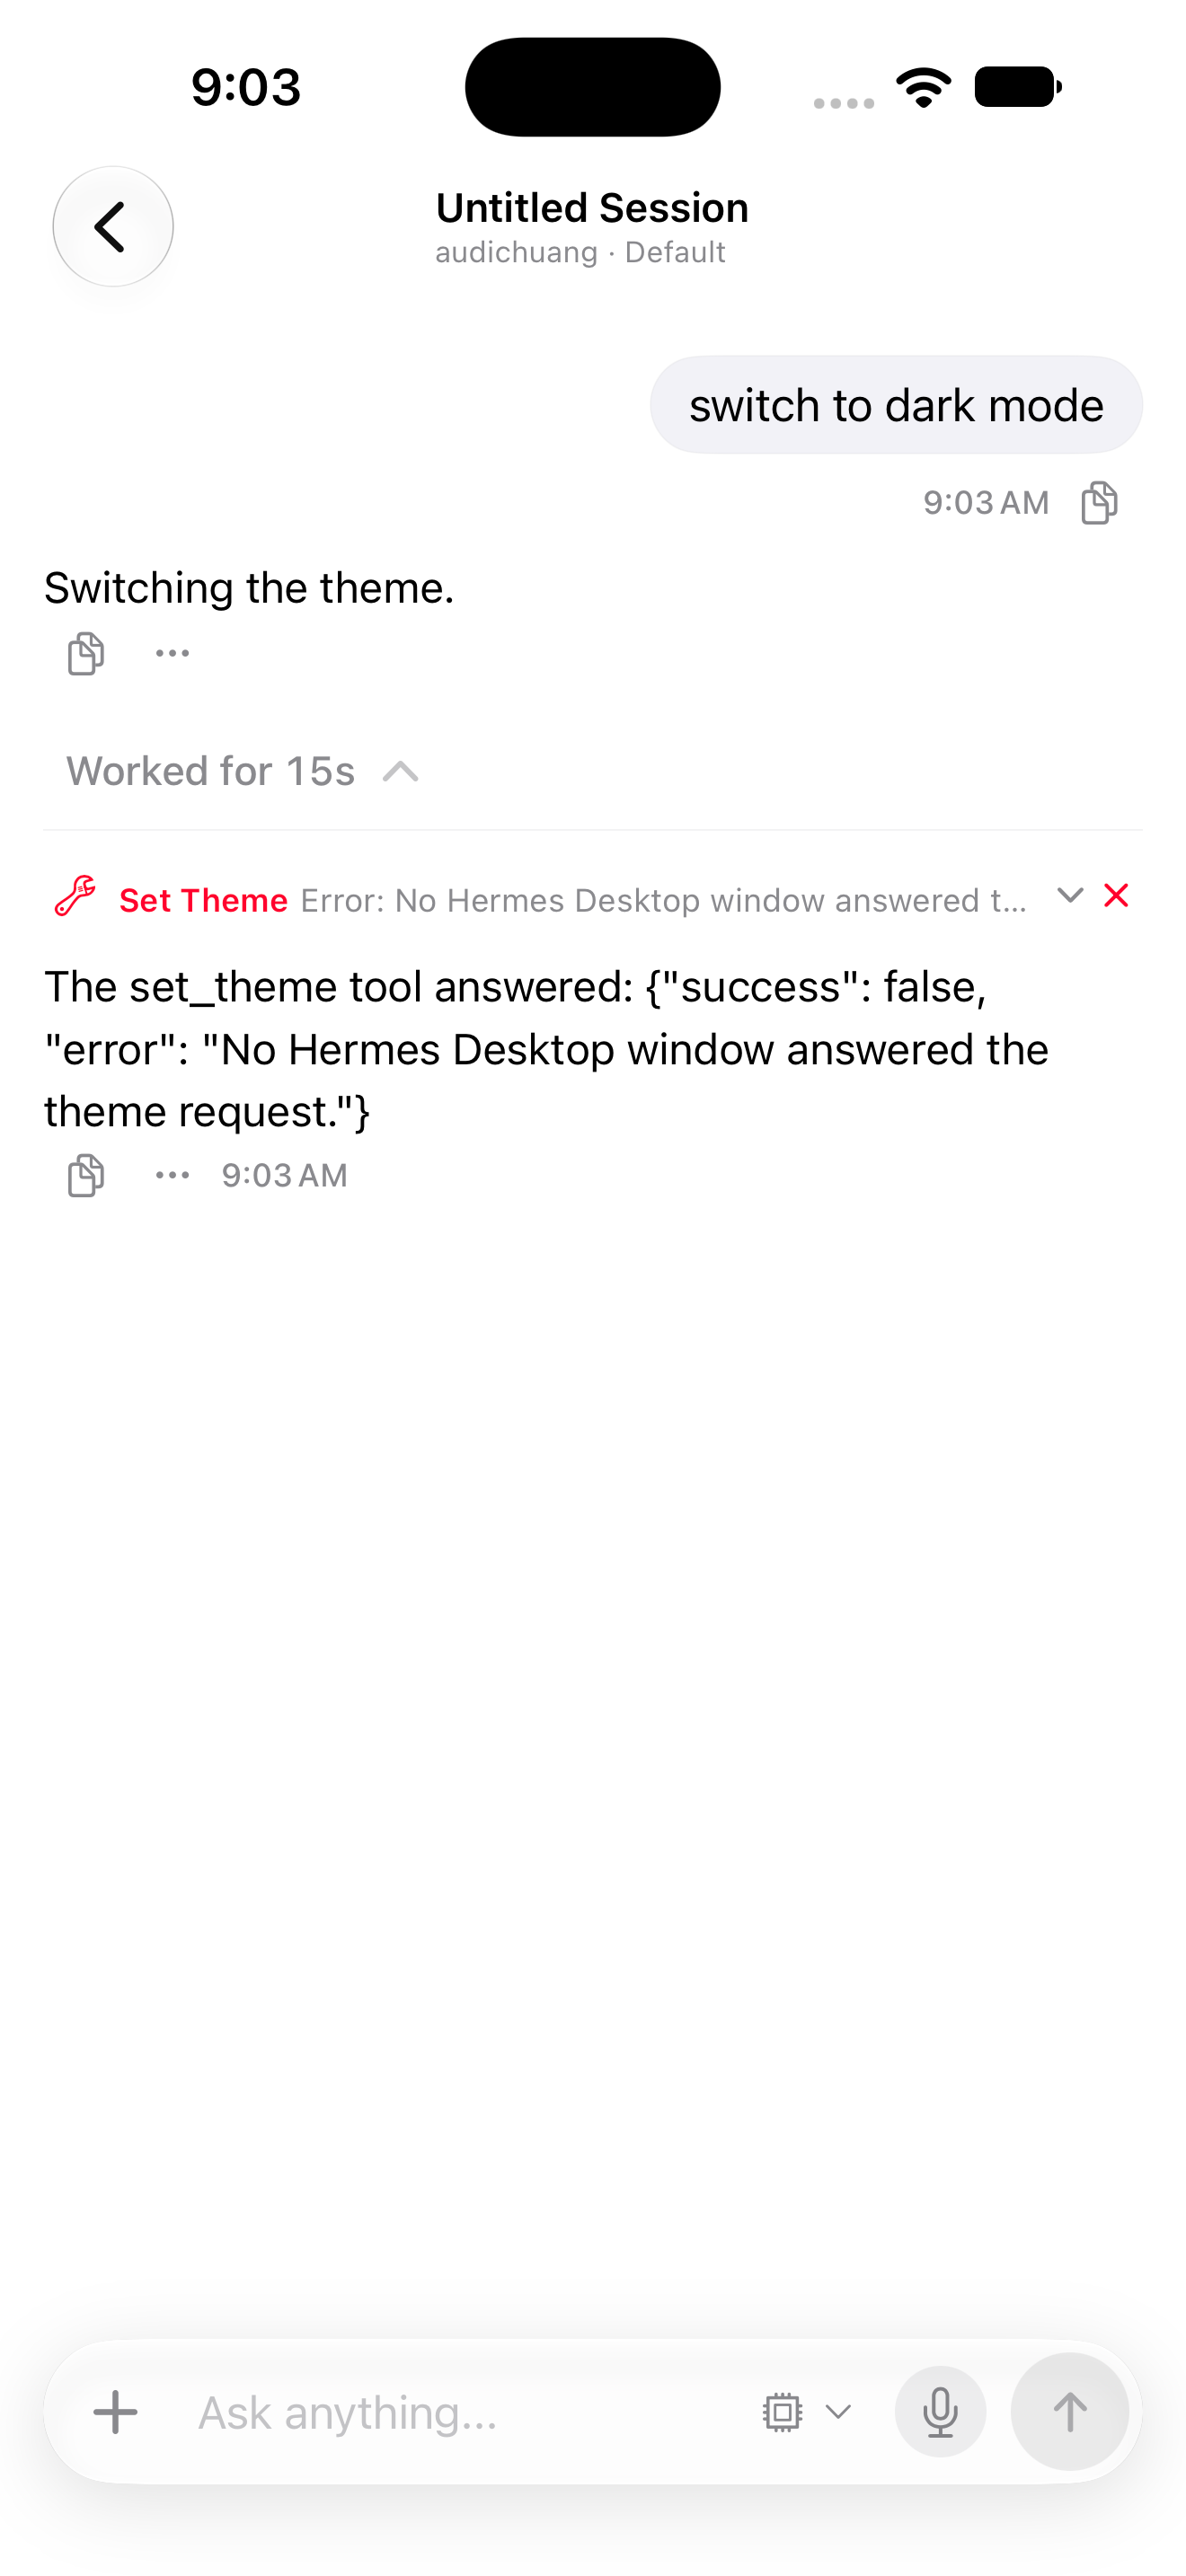 9:03
Untitled Session
audichuang · Default
switch to dark mode
9:03 AM
Switching the theme.
Worked for 15s
Set Theme Error: No Hermes Desktop window answered t...
The set_theme tool answered: {"success": false,
"error": "No Hermes Desktop window answered the
theme request."}
9:03 AM
Ask anything...